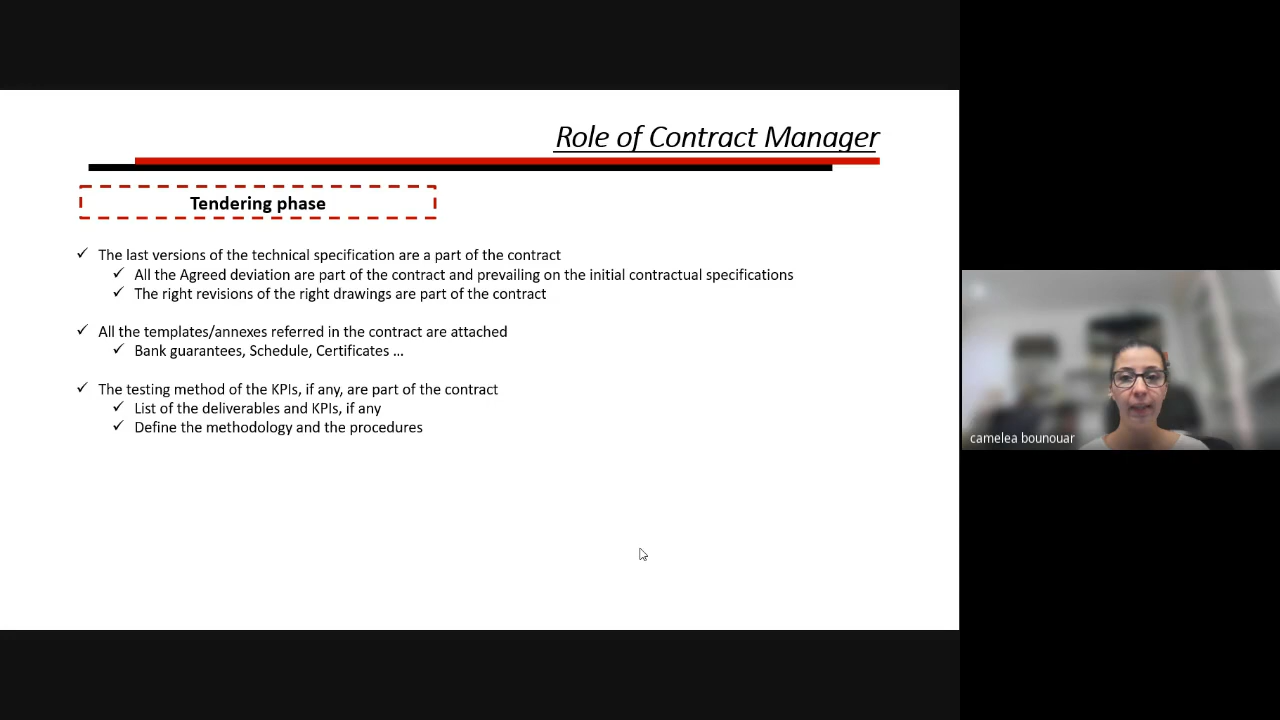 Role of Contract Manager
Tendering phase
✓ The last versions of the technical specification are a part of the contract
✓ All the Agreed deviation are part of the contract and prevailing on the initial contractual specifications
✓ The right revisions of the right drawings are part of the contract
✓ All the templates/annexes referred in the contract are attached
✓ Bank guarantees, Schedule, Certificates ...
✓ The testing method of the KPIs, if any, are part of the contract
✓ List of the deliverables and KPIs, if any
✓ Define the methodology and the procedures
camelea bounouar